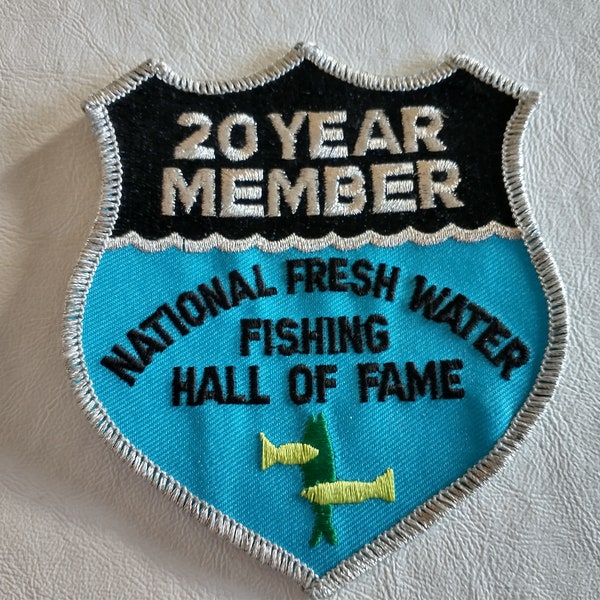 20 YEAR
MEMBER
NATIONAL FRESH WATER
FISHING
HALL OF FAME